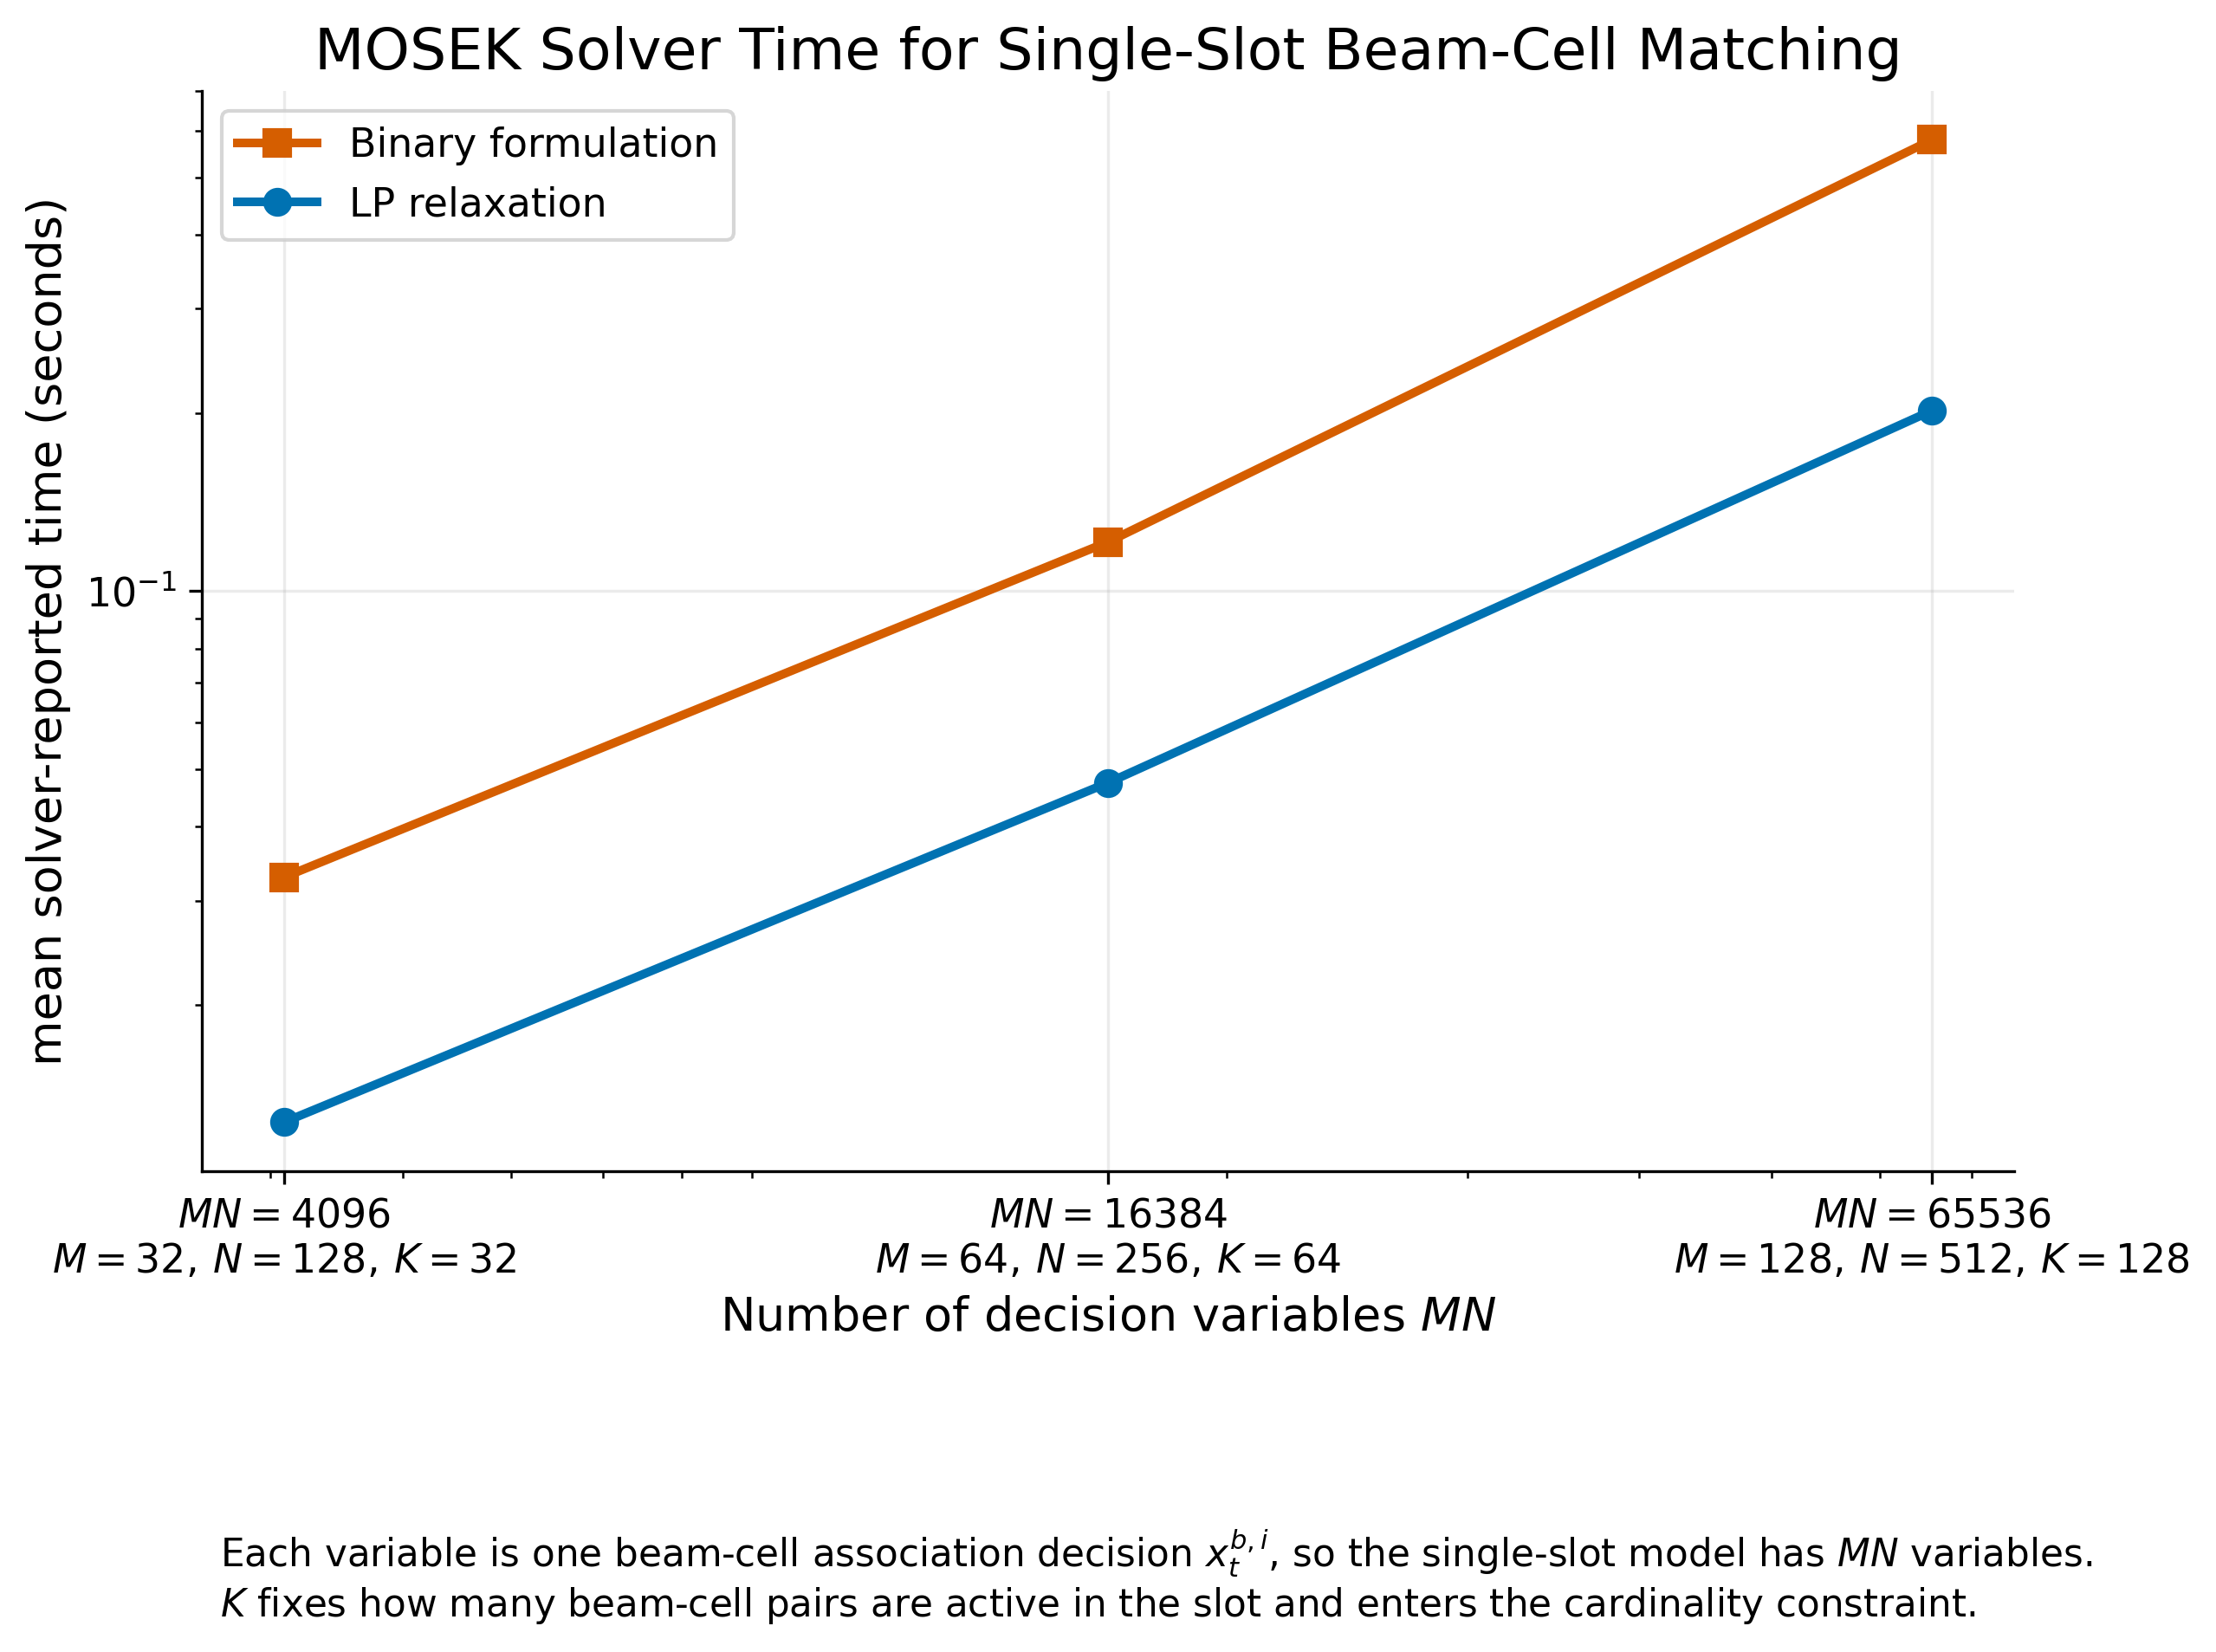 MOSEK Solver Time for Single-Slot Beam-Cell Matching
Binary formulation
LP relaxation
mean solver-reported time (seconds)
10⁻¹
MN = 4096
M = 32, N = 128, K = 32
MN = 16384
M = 64, N = 256, K = 64
MN = 65536
M = 128, N = 512, K = 128
Number of decision variables MN
Each variable is one beam-cell association decision $x_t^{b,i}$, so the single-slot model has MN variables.
K fixes how many beam-cell pairs are active in the slot and enters the cardinality constraint.